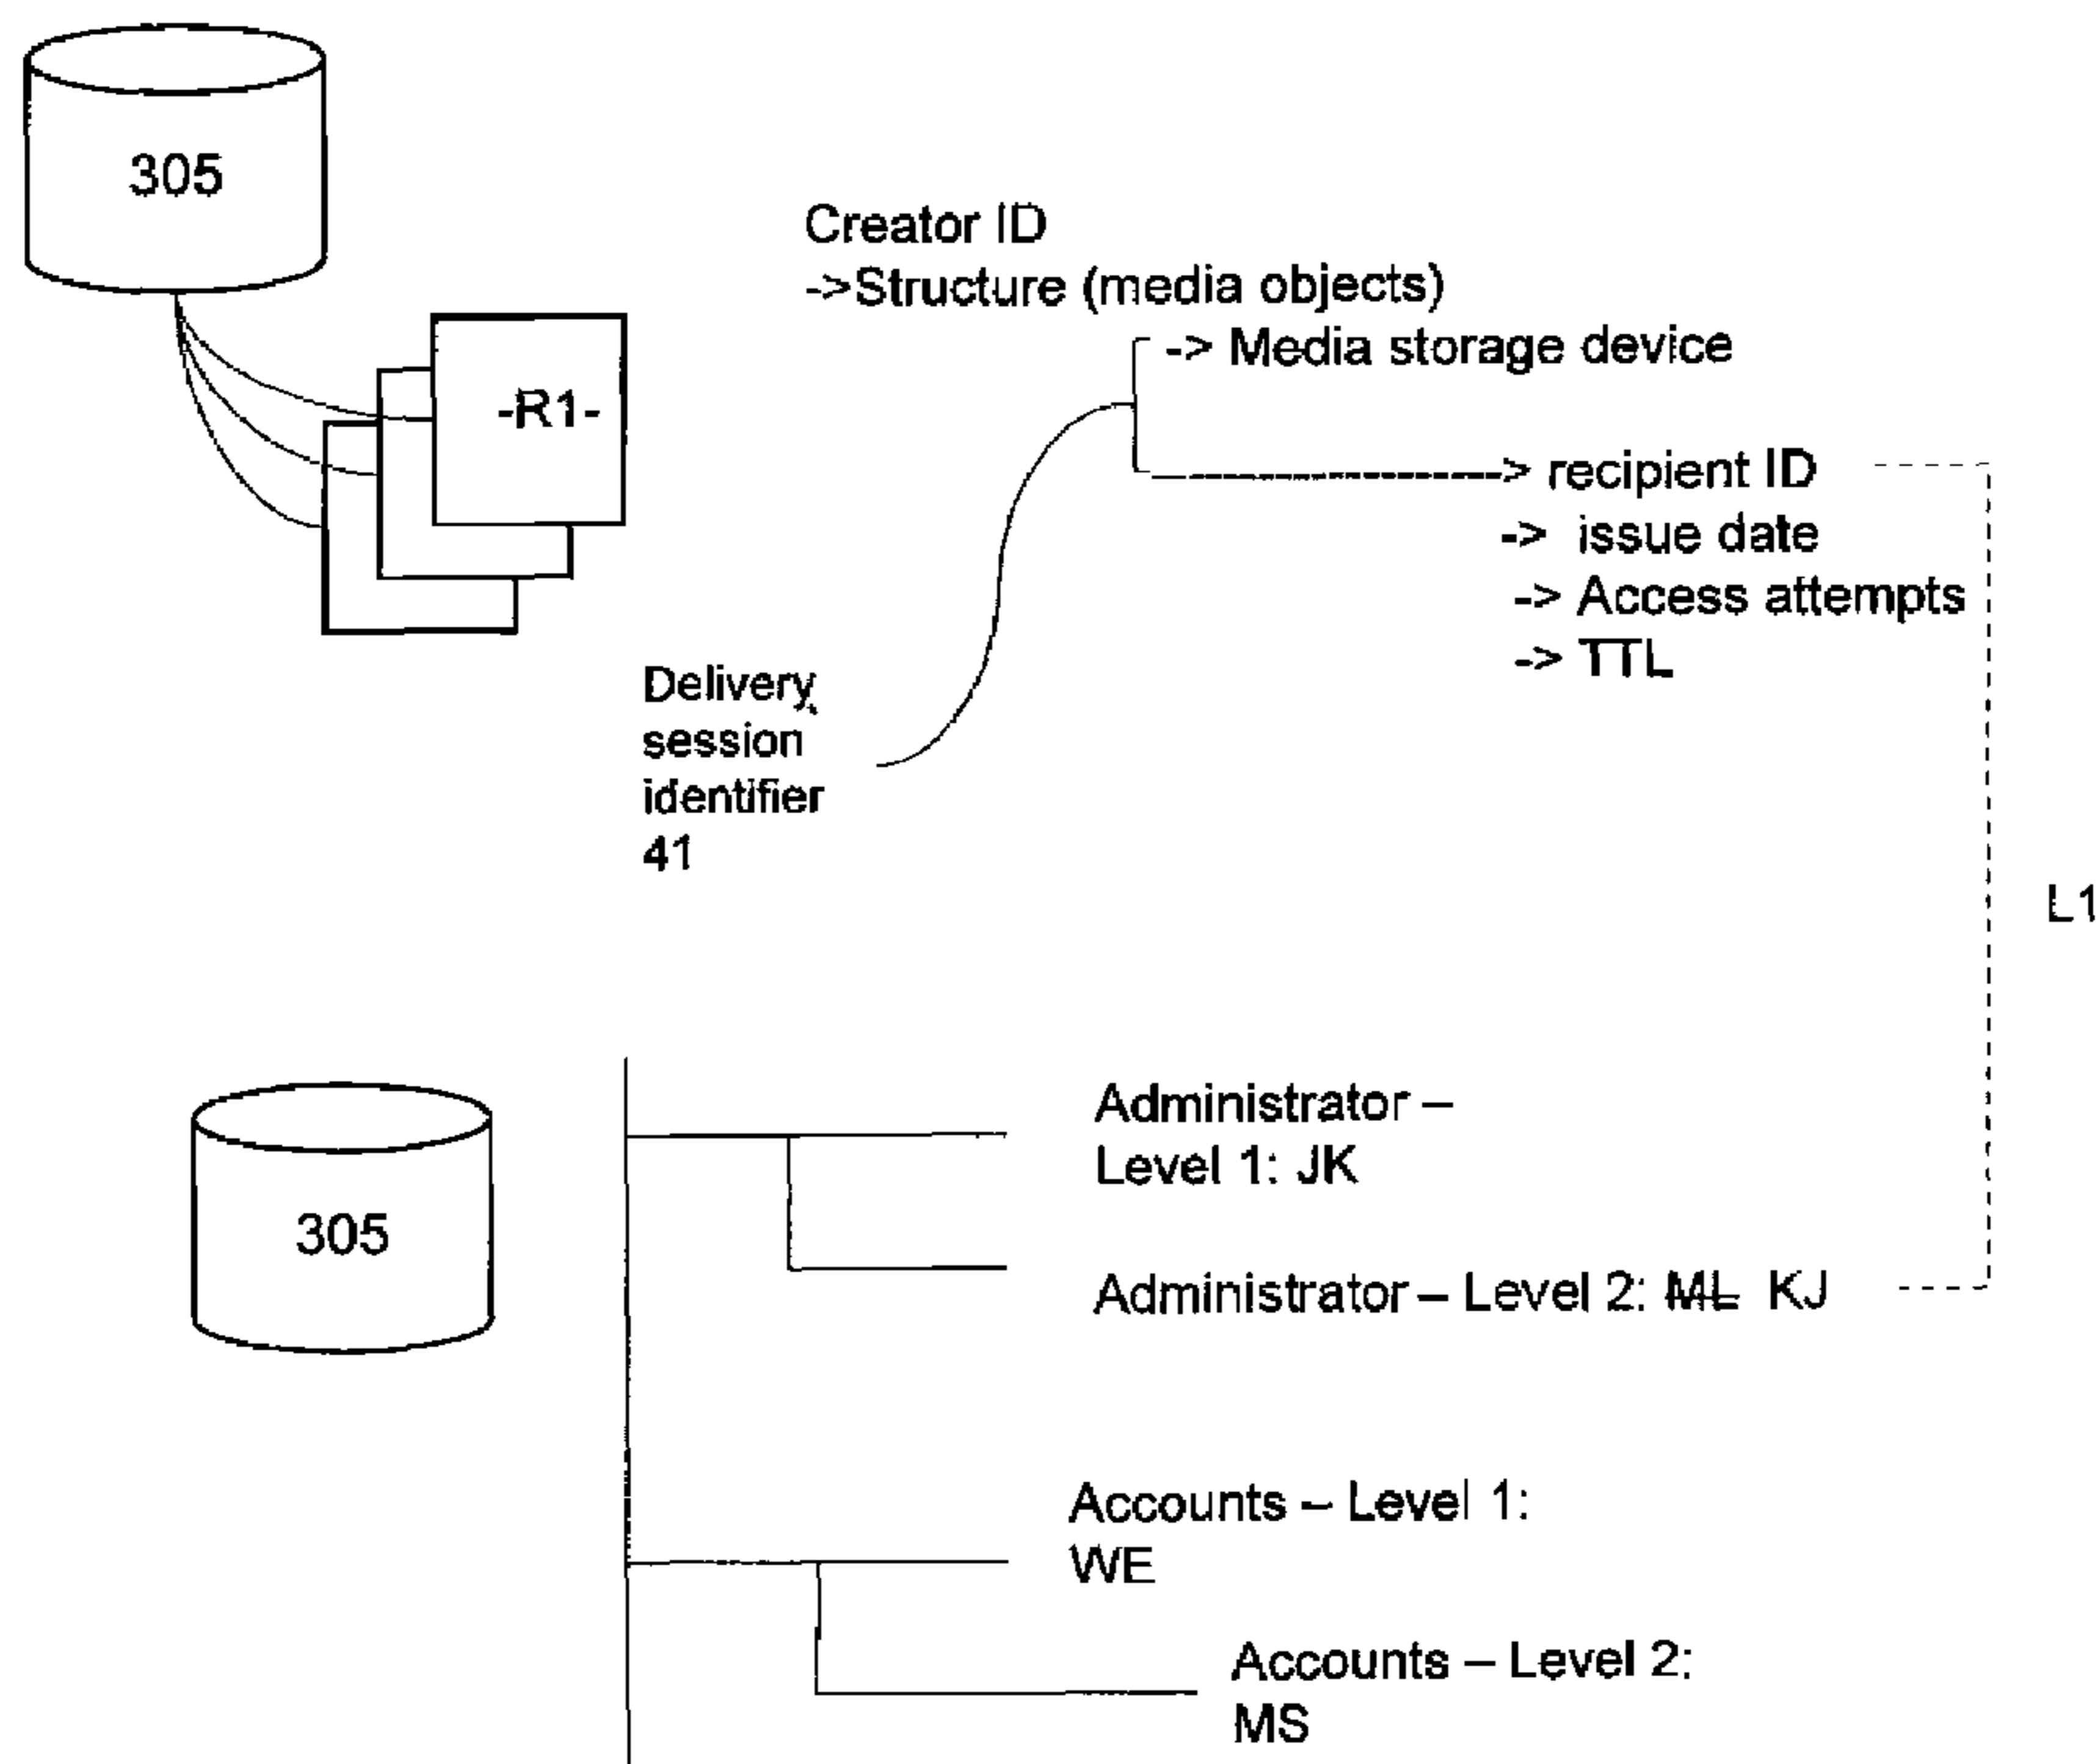 305
Creator ID
->Structure (media objects)
-> Media storage device
-R1-
> recipient ID
-> issue date
-> Access attempts
-> TTL
Delivery
session
identifier
41
L1
Administrator –
Level 1: JK
305
Administrator – Level 2: ML KJ
Accounts – Level 1:
WE
Accounts – Level 2:
MS